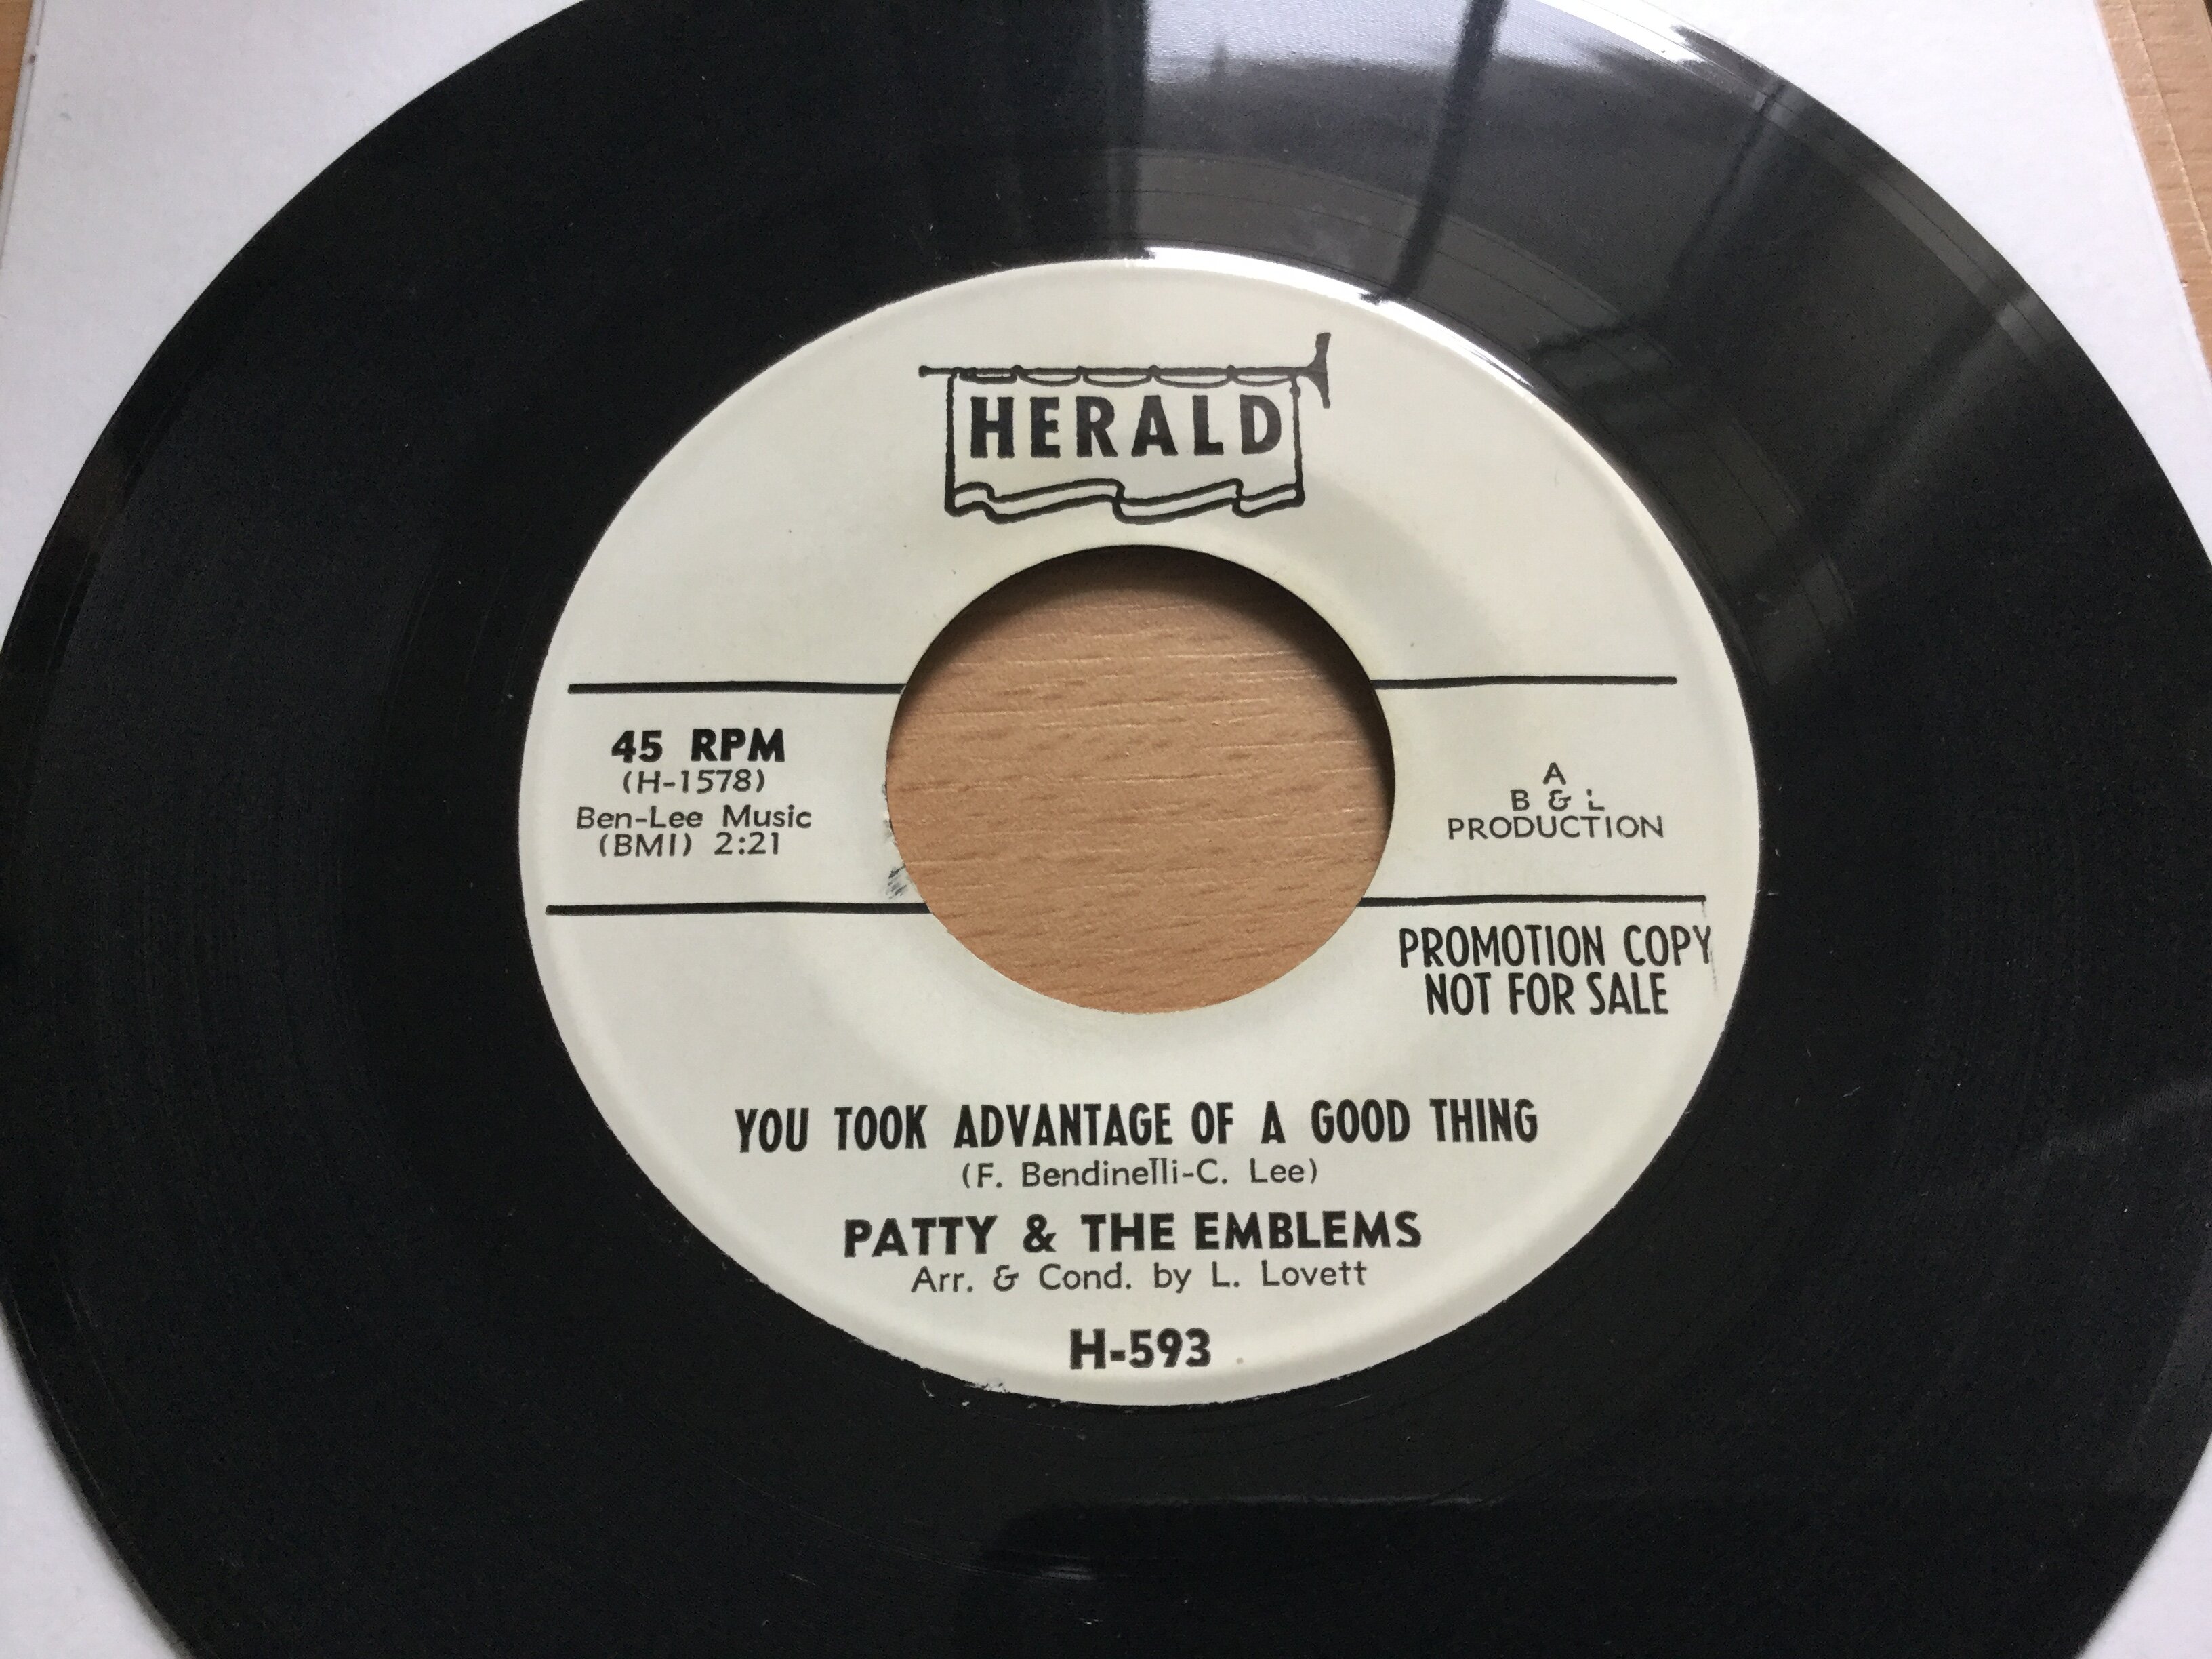 HERALD
45 RPM
(H-1578)
Ben-Lee Music
(BMI) 2:21
A
B & L
PRODUCTION
PROMOTION COPY
NOT FOR SALE
YOU TOOK ADVANTAGE OF A GOOD THING
(F. Bendinelli-C. Lee)
PATTY & THE EMBLEMS
Arr. & Cond. by L. Lovett
H-593